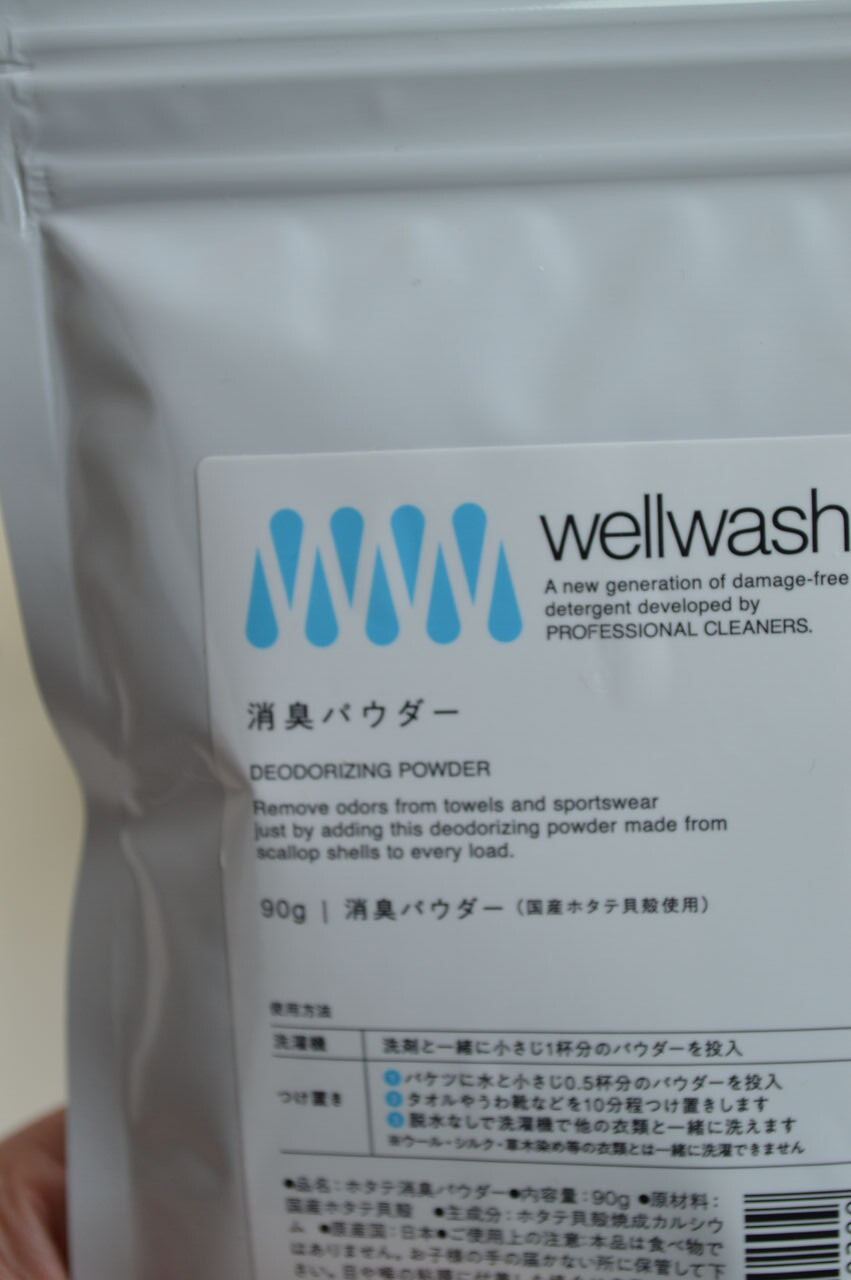 wellwash
A new generation of damage-free
detergent developed by
PROFESSIONAL CLEANERS.
消臭パウダー
DEODORIZING POWDER
Remove odors from towels and sportswear
just by adding this deodorizing powder made from
scallop shells to every load.
90g | 消臭パウダー（国産ホタテ貝殻使用）
使用方法
洗濯機 洗剤と一緒に小さじ1杯分のパウダーを投入
つけ置き
1 バケツに水と小さじ0.5杯分のパウダーを投入
2 タオルやうわ靴などを10分程つけ置きします
3 脱水なしで洗濯機で他の衣類と一緒に洗えます
※ウール・シルク・草木染め等の衣類とは一緒に洗濯できません
●品名：ホタテ消臭パウダー●内容量：90g ●原材料：
国産ホタテ貝殻 ●主成分：ホタテ貝殻焼成カルシウ
ム ●原産国：日本●ご使用上の注意：本品は食べ物で
はありません。お子様の手の届かない所に保管して下
さい。